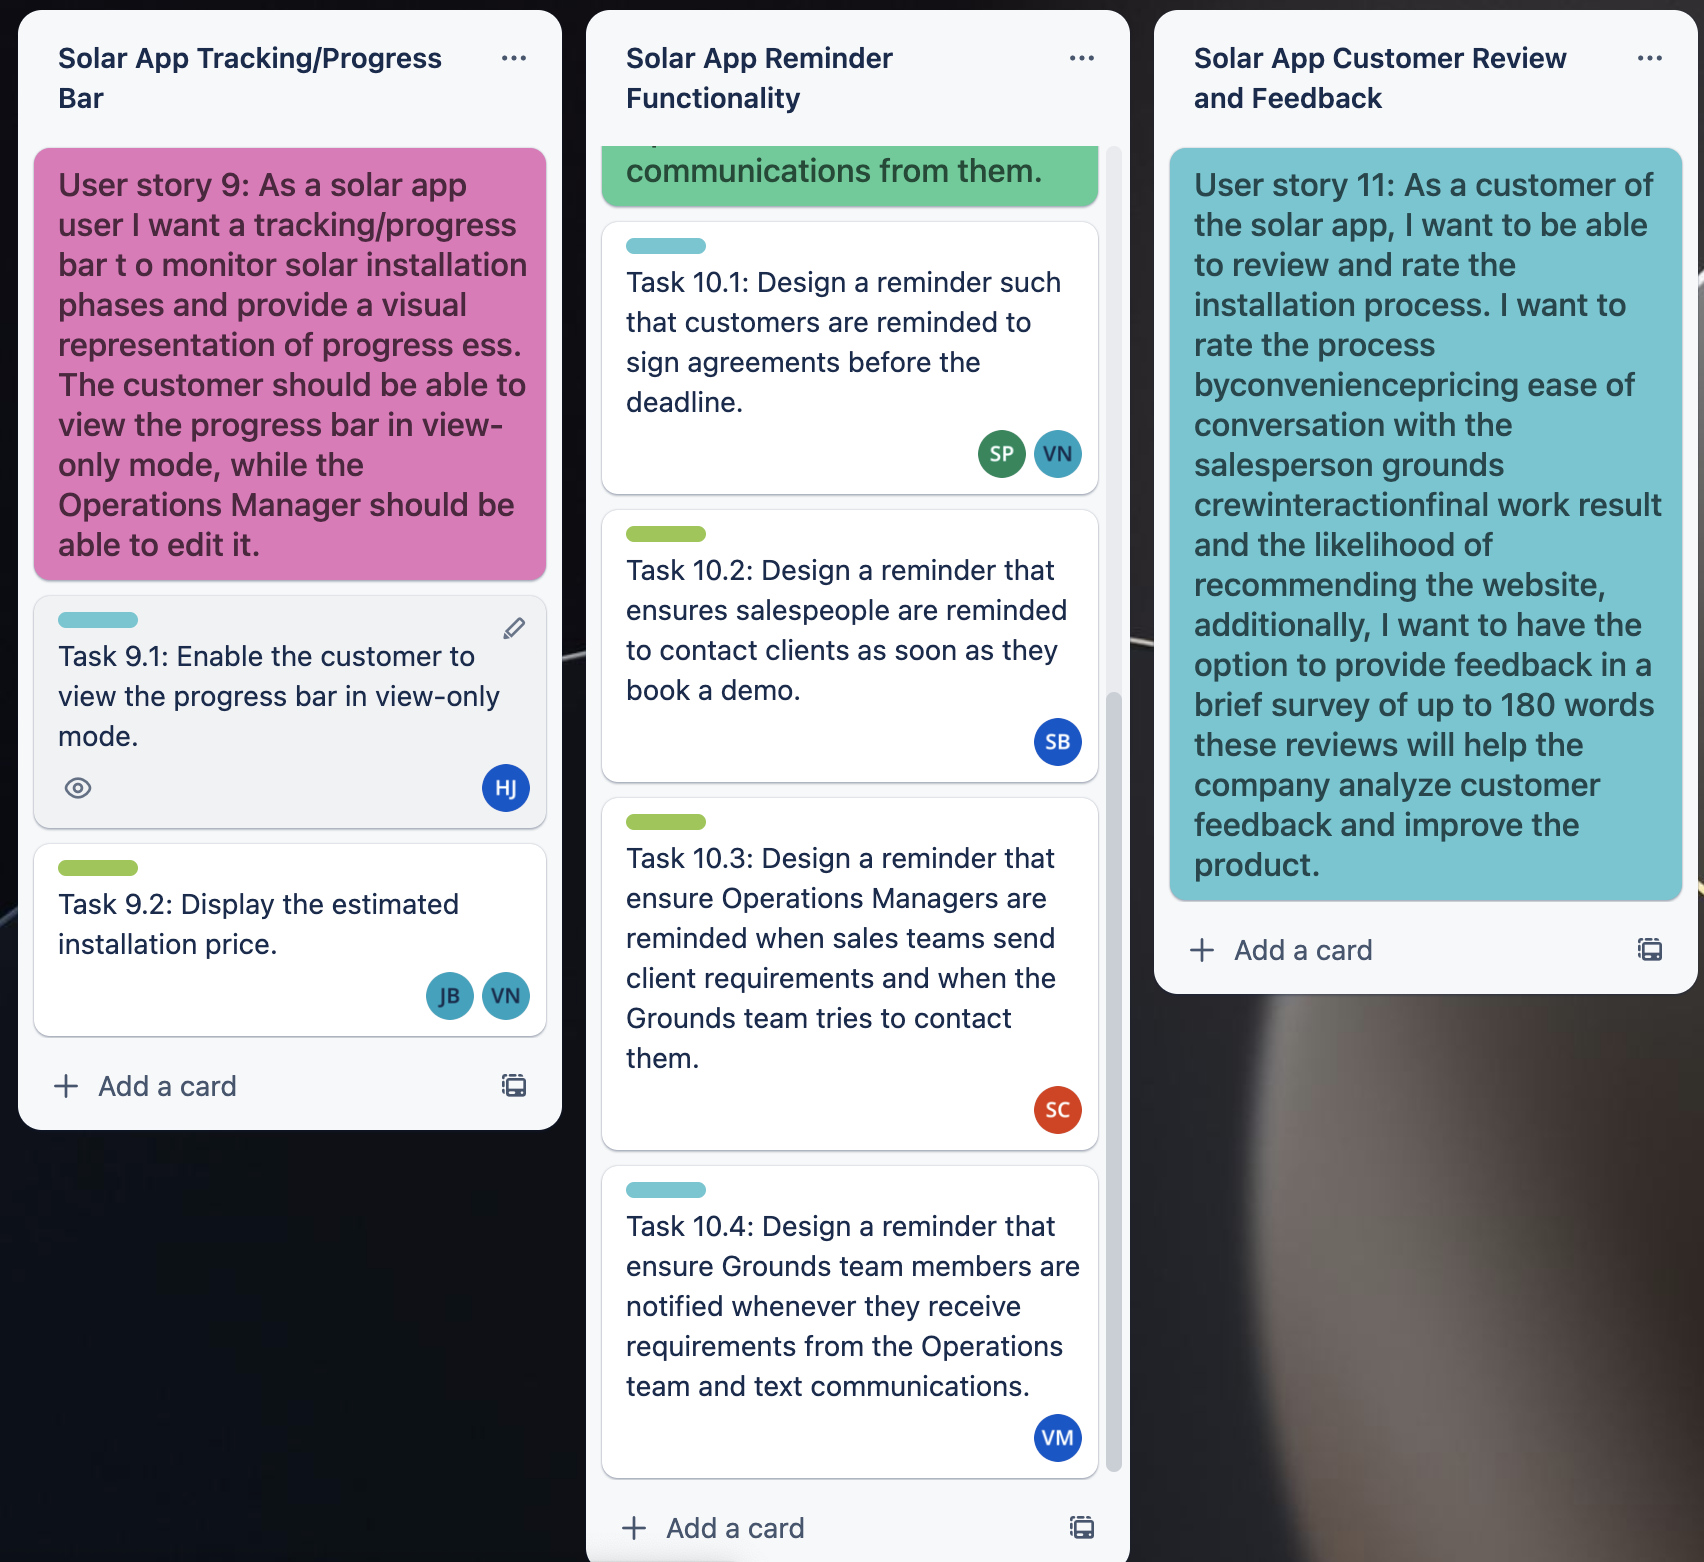 Solar App Tracking/Progress
Bar
User story 9: As a solar app
user I want a tracking/progress
bar t o monitor solar installation
phases and provide a visual
representation of progress ess.
The customer should be able to
view the progress bar in view-
only mode, while the
Operations Manager should be
able to edit it.
Task 9.1: Enable the customer to
view the progress bar in view-only
mode.
HJ
Task 9.2: Display the estimated
installation price.
JB VN
Add a card
Solar App Reminder
Functionality
communications from them.
Task 10.1: Design a reminder such
that customers are reminded to
sign agreements before the
deadline.
SP VN
Task 10.2: Design a reminder that
ensures salespeople are reminded
to contact clients as soon as they
book a demo.
SB
Task 10.3: Design a reminder that
ensure Operations Managers are
reminded when sales teams send
client requirements and when the
Grounds team tries to contact
them.
SC
Task 10.4: Design a reminder that
ensure Grounds team members are
notified whenever they receive
requirements from the Operations
team and text communications.
VM
Add a card
Solar App Customer Review
and Feedback
User story 11: As a customer of
the solar app, I want to be able
to review and rate the
installation process. I want to
rate the process
byconveniencepricing ease of
conversation with the
salesperson grounds
crewinteractionfinal work result
and the likelihood of
recommending the website,
additionally, I want to have the
option to provide feedback in a
brief survey of up to 180 words
these reviews will help the
company analyze customer
feedback and improve the
product.
Add a card